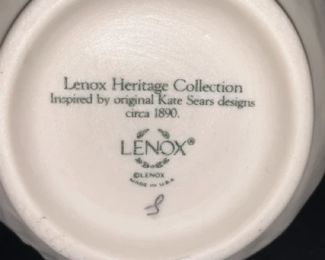 Lenox Heritage Collection
Inspired by original Kate Sears designs
circa 1890.
LENOX®
©LENOX
MADE IN U.S.A.